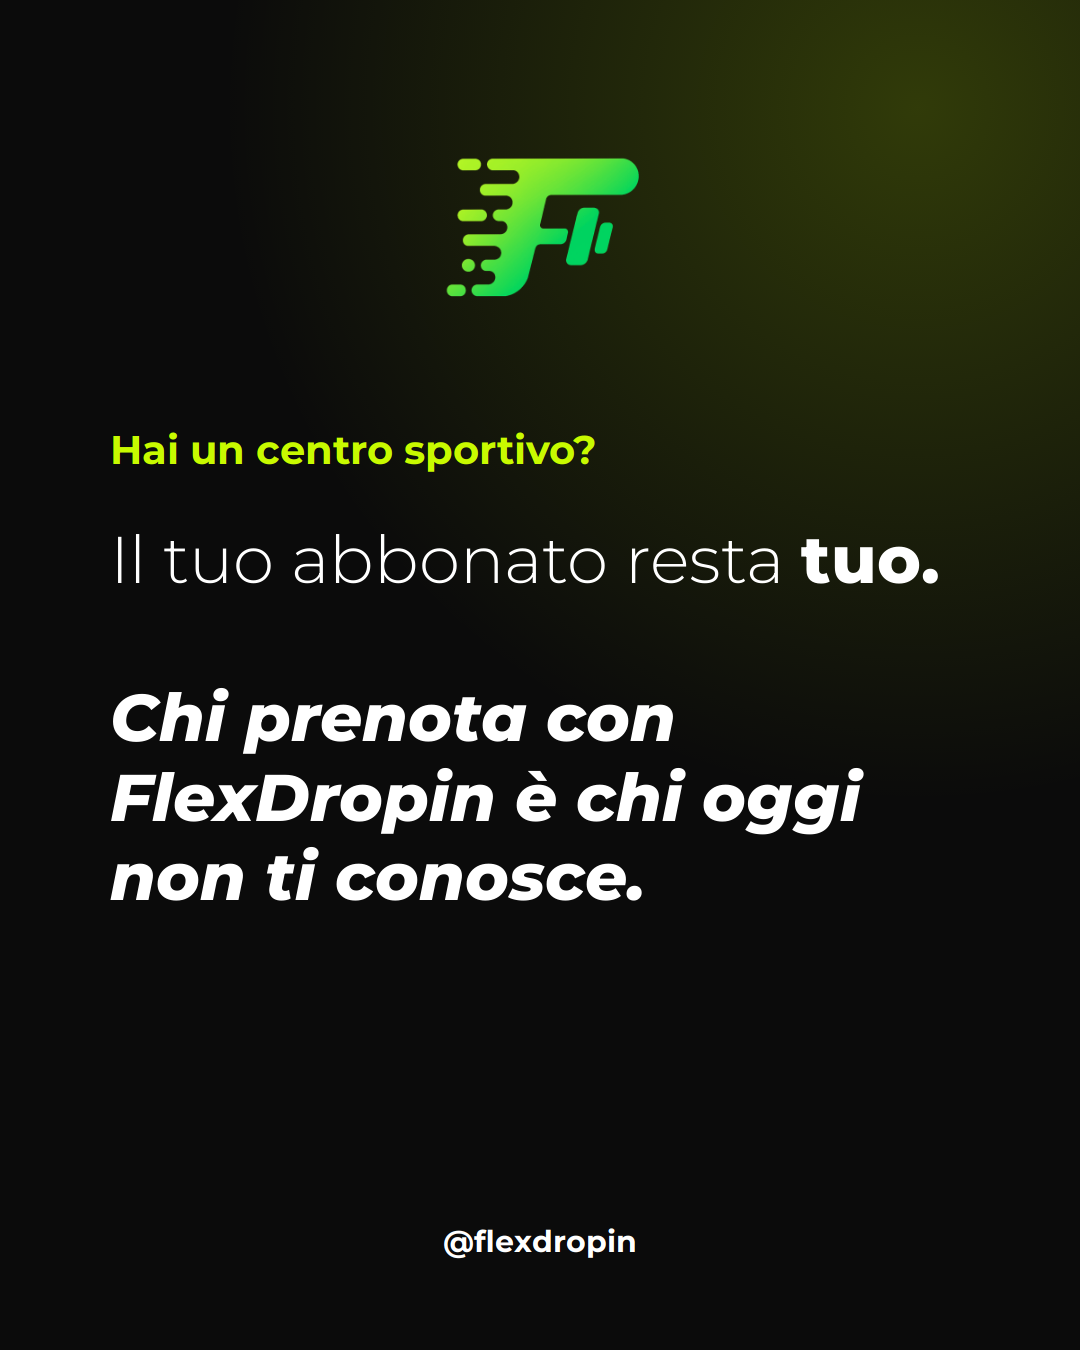 Hai un centro sportivo?
Il tuo abbonato resta tuo.
Chi prenota con
FlexDropin è chi oggi
non ti conosce.
@flexdropin